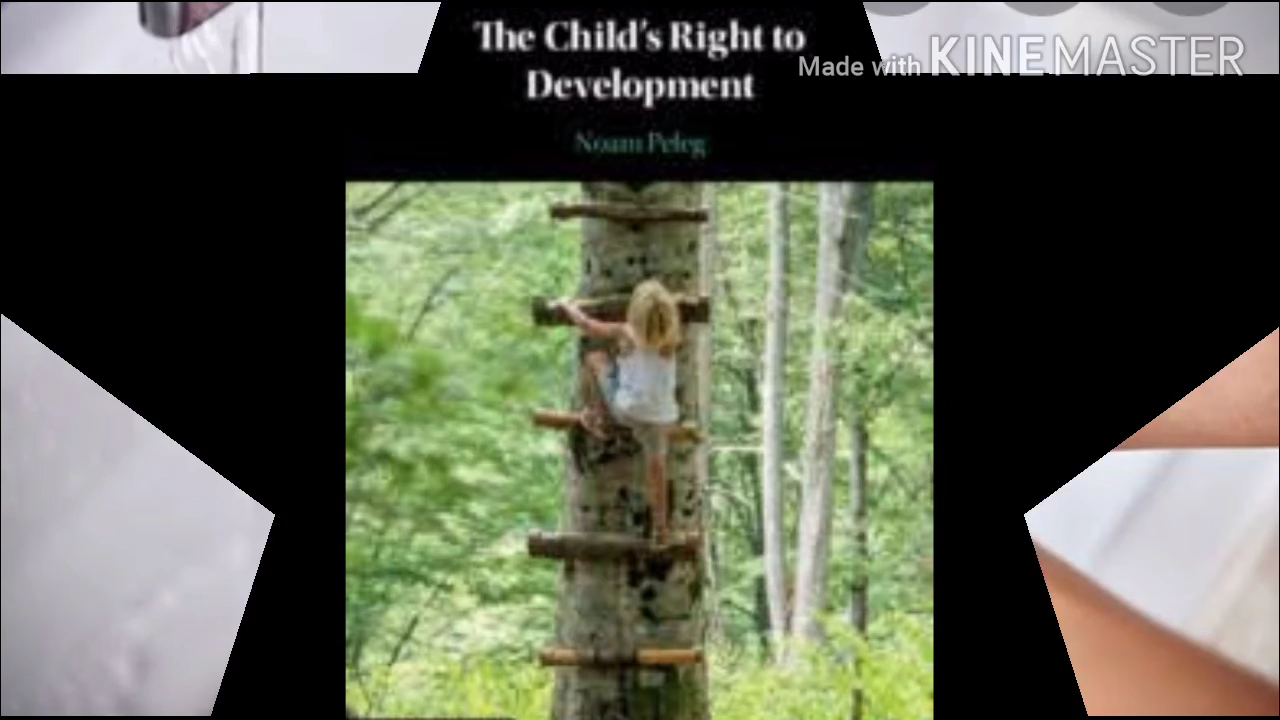 The Child's Right to
Development
Noam Peleg
Made with KINEMASTER